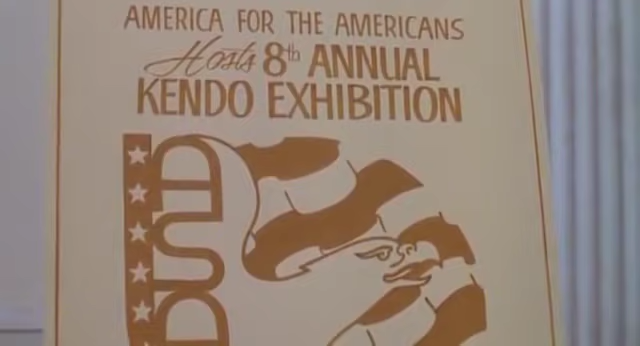 AMERICA FOR THE AMERICANS
Hosts 8th ANNUAL
KENDO EXHIBITION